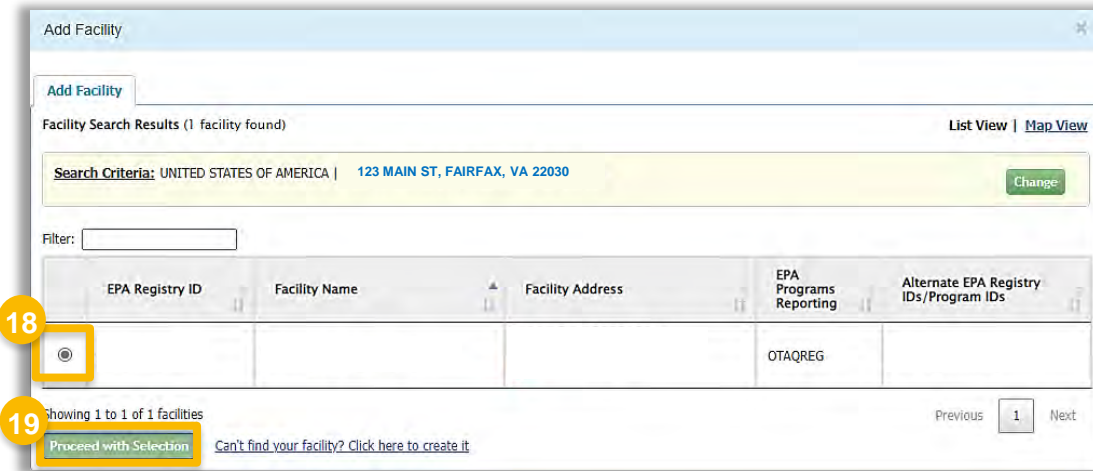 Add Facility
Add Facility
Facility Search Results (1 facility found) List View | Map View
Search Criteria: UNITED STATES OF AMERICA | 123 MAIN ST, FAIRFAX, VA 22030
Change
Filter:
EPA Registry ID Facility Name Facility Address EPA Programs Reporting Alternate EPA Registry IDs/Program IDs
18
OTAQREG
Showing 1 to 1 of 1 facilities Previous 1 Next
19
Proceed with Selection Can't find your facility? Click here to create it